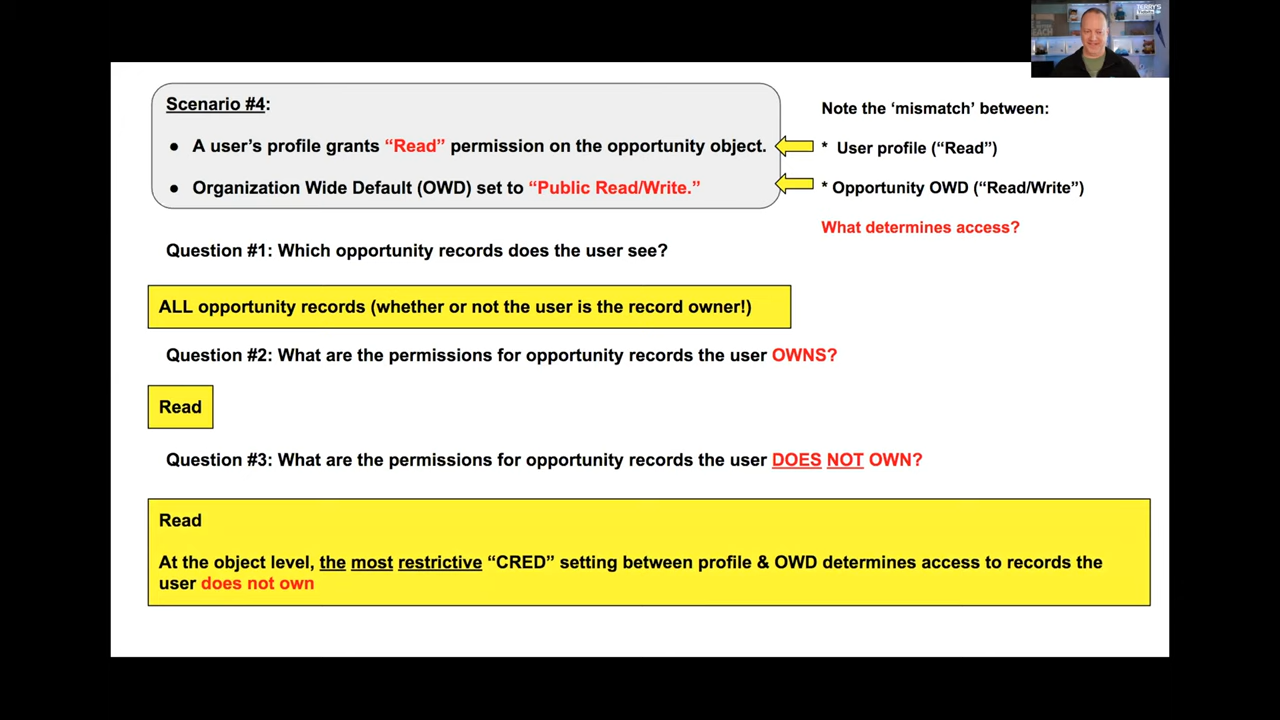 Scenario #4:
● A user's profile grants “Read” permission on the opportunity object.
● Organization Wide Default (OWD) set to “Public Read/Write.”
Note the ‘mismatch’ between:
* User profile (“Read”)
* Opportunity OWD (“Read/Write”)
What determines access?
Question #1: Which opportunity records does the user see?
ALL opportunity records (whether or not the user is the record owner!)
Question #2: What are the permissions for opportunity records the user OWNS?
Read
Question #3: What are the permissions for opportunity records the user DOES NOT OWN?
Read
At the object level, the most restrictive “CRED” setting between profile & OWD determines access to records the
user does not own
TERRY'S